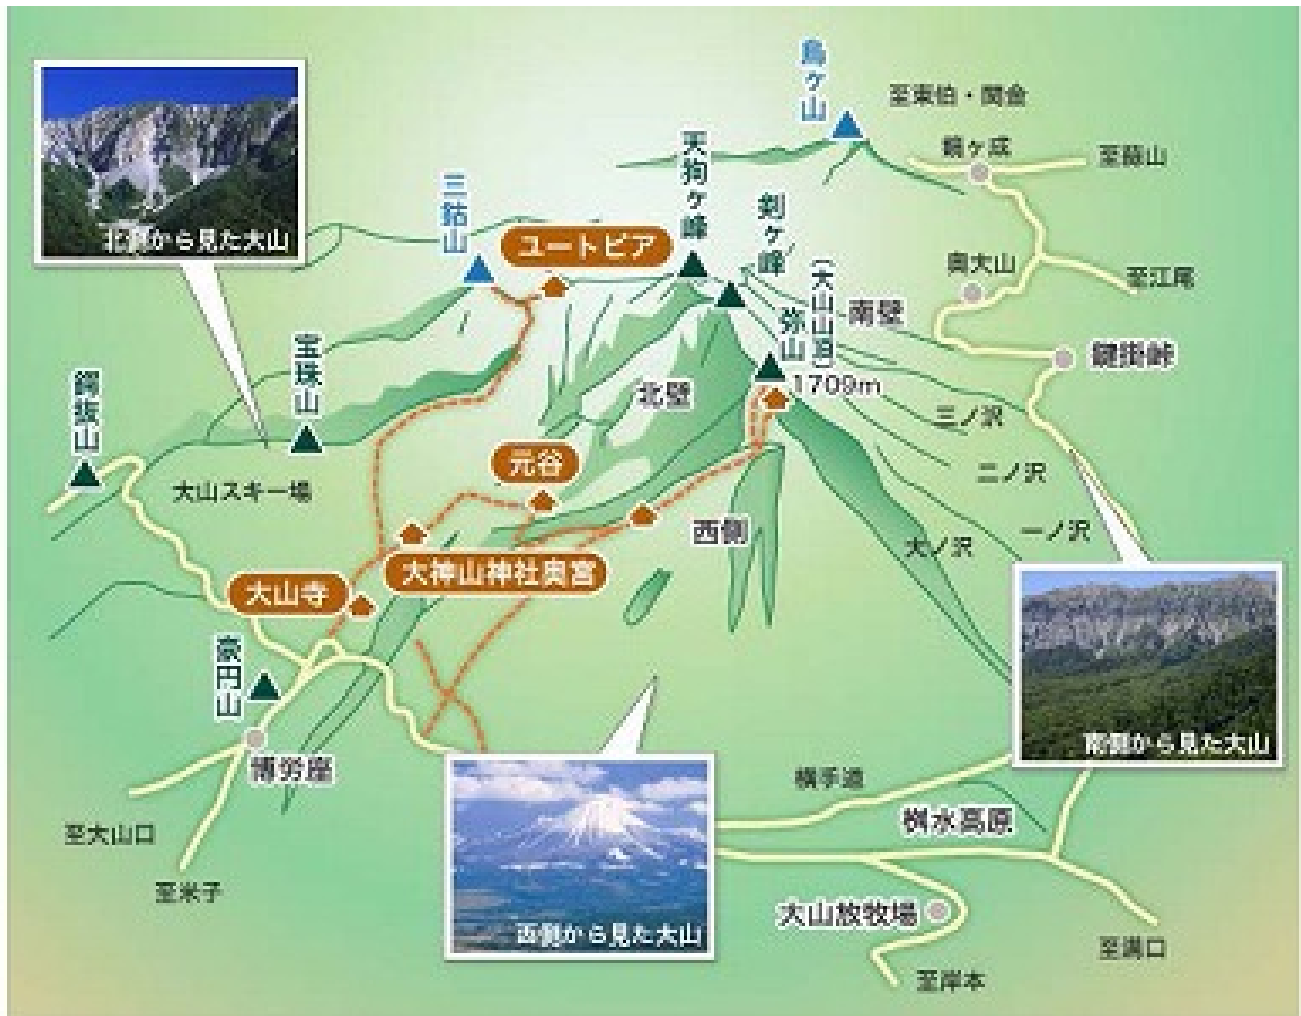 烏ヶ山
至東伯・関金
鏡ヶ成
至蒜山
天狗ヶ峰
三鈷山
剣ヶ峰
北側から見た大山
ユートピア
奥大山
至江尾
弥山
(大山山頂)
1709m
南壁
鍵掛峠
宝珠山
北壁
三ノ沢
二ノ沢
一ノ沢
大ノ沢
大山スキー場
元谷
西側
大神山神社奥宮
大山寺
豪円山
博労座
南側から見た大山
横手道
桝水高原
至大山口
至米子
西側から見た大山
大山放牧場
至溝口
至岸本